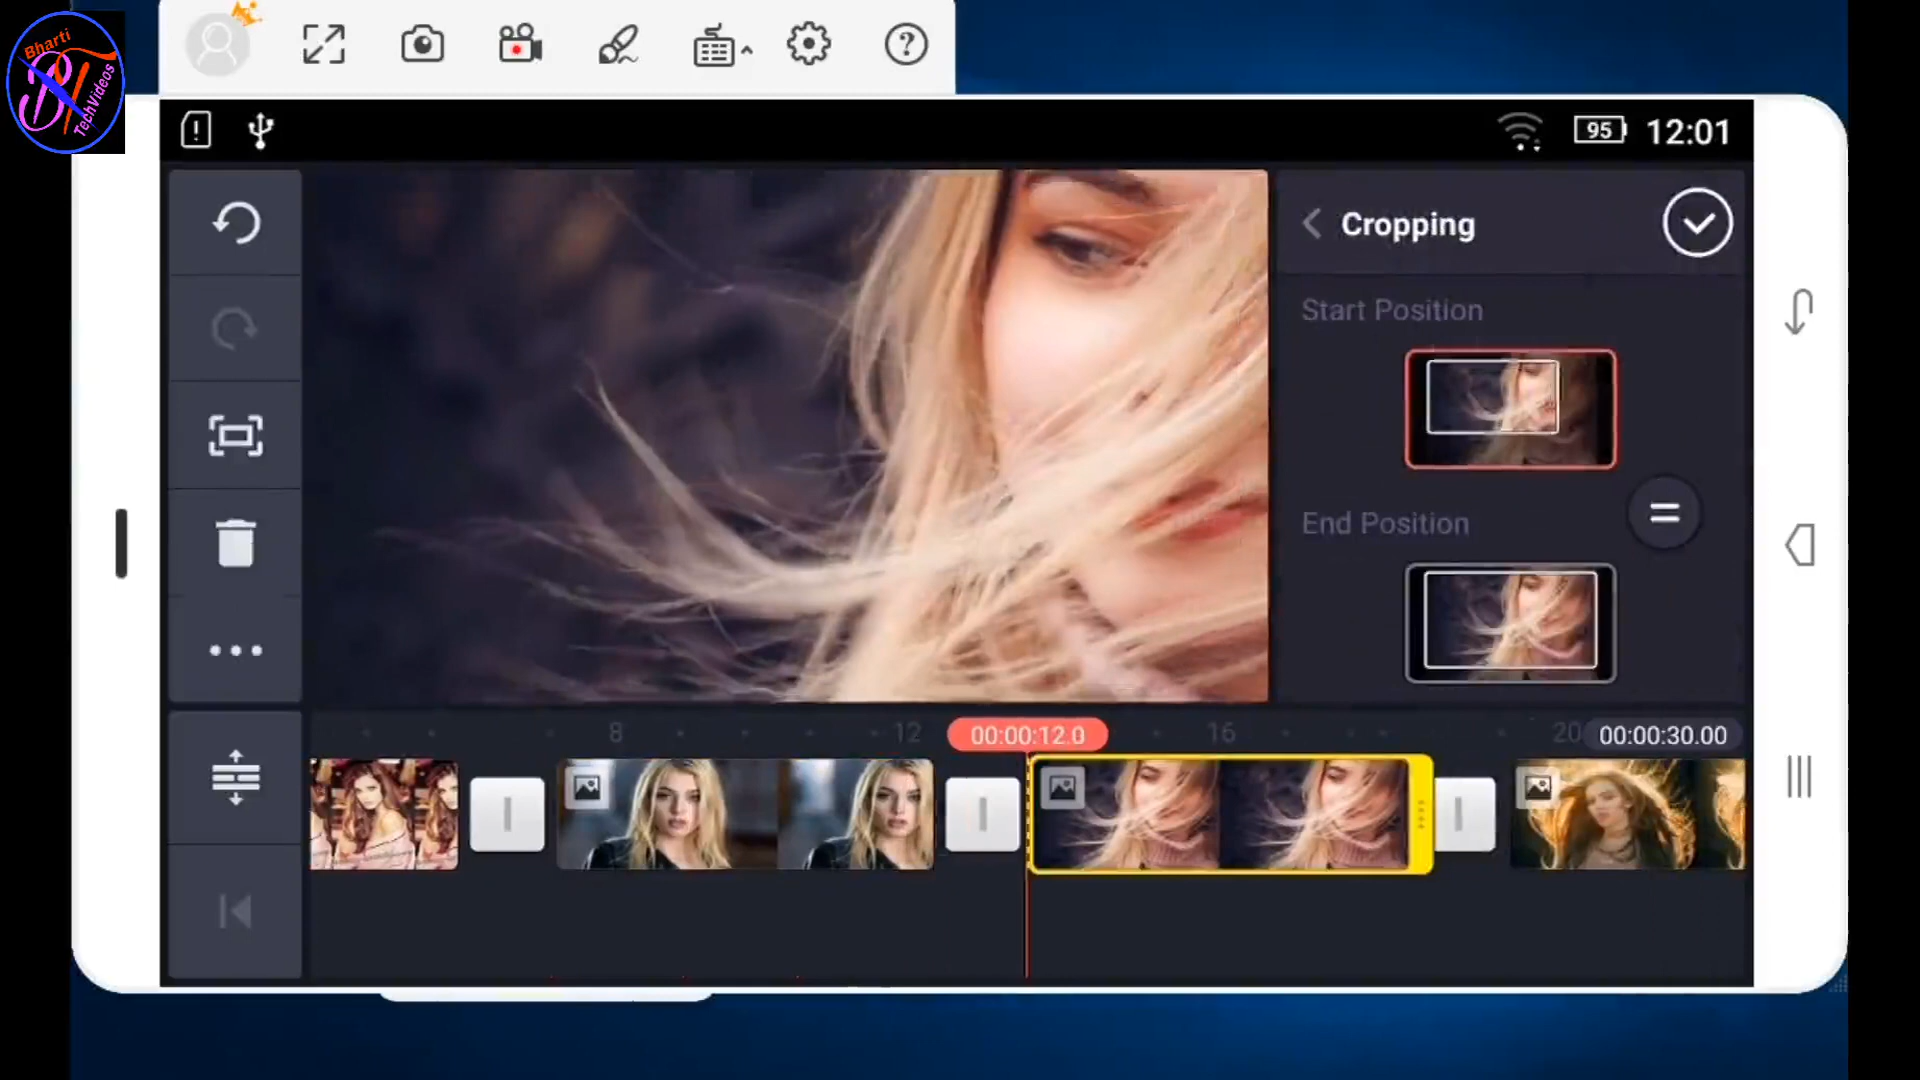 Bharti
BT
TechVideos
95
12:01
Cropping
Start Position
End Position
8
12
00:00:12.0
16
20
00:00:30.00